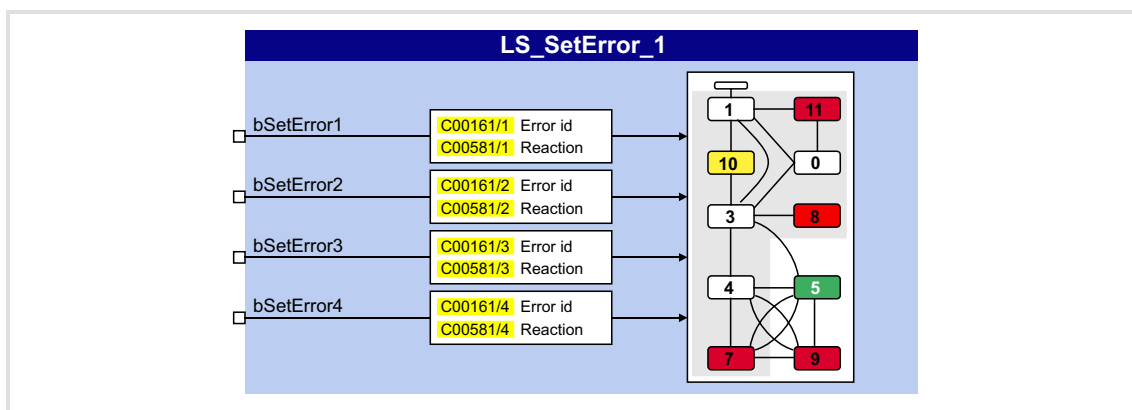 LS_SetError_1
bSetError1
C00161/1 Error id
C00581/1 Reaction
bSetError2
C00161/2 Error id
C00581/2 Reaction
bSetError3
C00161/3 Error id
C00581/3 Reaction
bSetError4
C00161/4 Error id
C00581/4 Reaction
1 11
10 0
3 8
4 5
7 9